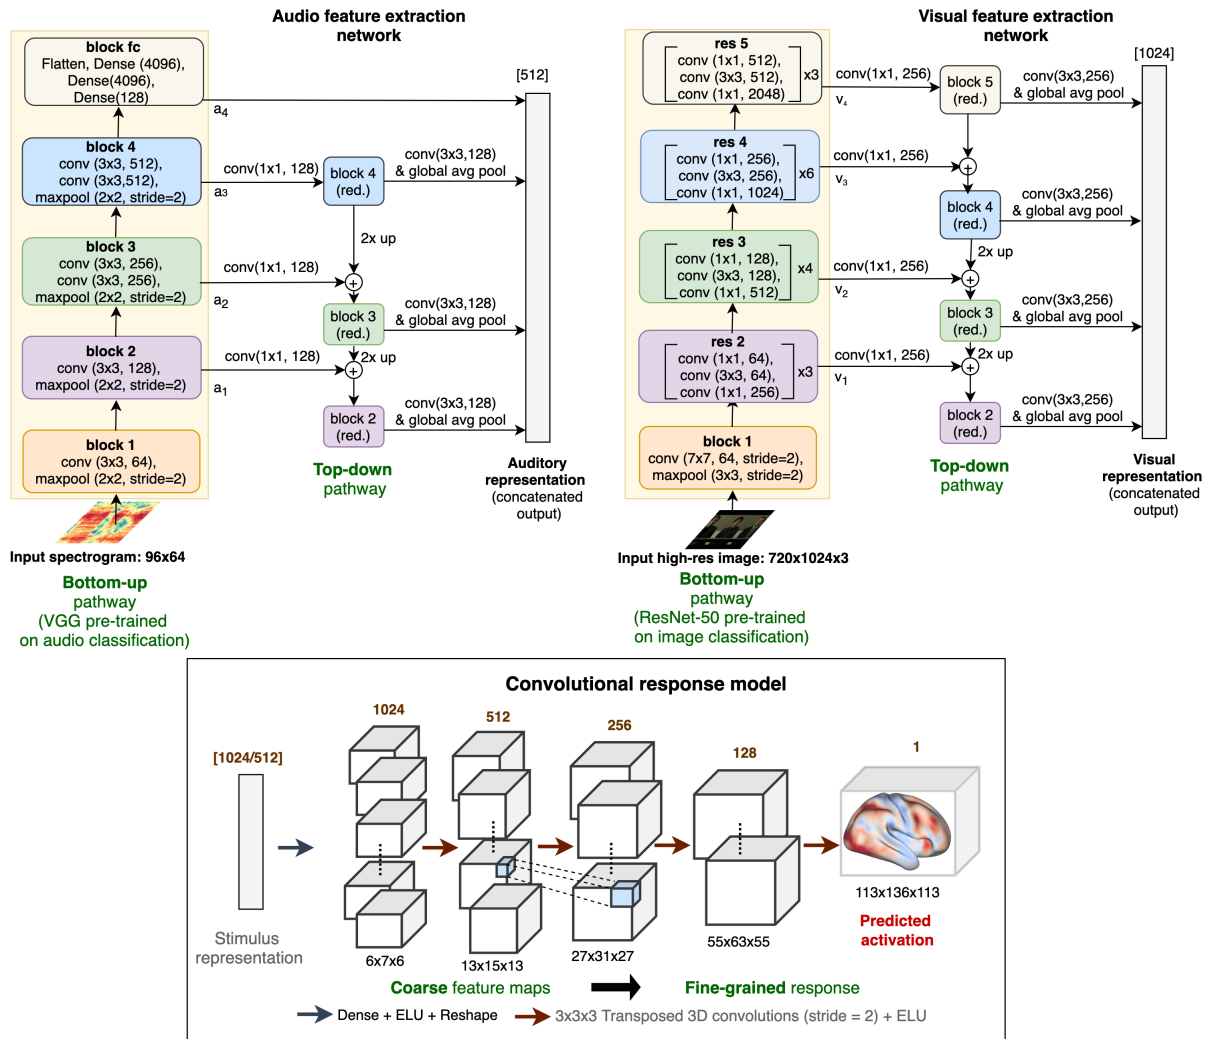 Audio feature extraction
network
block fc
Flatten, Dense (4096),
Dense(4096),
Dense(128)
[512]
a4
block 4
conv (3x3, 512),
conv (3x3,512),
maxpool (2x2, stride=2)
conv(1x1, 128)
a3
block 4
(red.)
conv(3x3,128)
& global avg pool
2x up
block 3
conv (3x3, 256),
conv (3x3, 256),
maxpool (2x2, stride=2)
conv(1x1, 128)
a2
+
block 3
(red.)
conv(3x3,128)
& global avg pool
2x up
block 2
conv (3x3, 128),
maxpool (2x2, stride=2)
conv(1x1, 128)
a1
+
block 2
(red.)
conv(3x3,128)
& global avg pool
block 1
conv (3x3, 64),
maxpool (2x2, stride=2)
Top-down
pathway
Auditory
representation
(concatenated
output)
Input spectrogram: 96x64
Bottom-up
pathway
(VGG pre-trained
on audio classification)
Visual feature extraction
network
res 5
conv (1x1, 512),
conv (3x3, 512),
conv (1x1, 2048)
x3
conv(1x1, 256)
v4
block 5
(red.)
conv(3x3,256)
& global avg pool
[1024]
res 4
conv (1x1, 256),
conv (3x3, 256),
conv (1x1, 1024)
x6
conv(1x1, 256)
v3
+
block 4
(red.)
conv(3x3,256)
& global avg pool
2x up
res 3
conv (1x1, 128),
conv (3x3, 128),
conv (1x1, 512)
x4
conv(1x1, 256)
v2
+
block 3
(red.)
conv(3x3,256)
& global avg pool
2x up
res 2
conv (1x1, 64),
conv (3x3, 64),
conv (1x1, 256)
x3
conv(1x1, 256)
v1
+
block 2
(red.)
conv(3x3,256)
& global avg pool
block 1
conv (7x7, 64, stride=2),
maxpool (3x3, stride=2)
Top-down
pathway
Visual
representation
(concatenated
output)
Input high-res image: 720x1024x3
Bottom-up
pathway
(ResNet-50 pre-trained
on image classification)
Convolutional response model
[1024/512]
1024
512
256
128
1
Stimulus
representation
6x7x6
13x15x13
27x31x27
55x63x55
113x136x113
Predicted
activation
Coarse feature maps
Fine-grained response
Dense + ELU + Reshape
3x3x3 Transposed 3D convolutions (stride = 2) + ELU